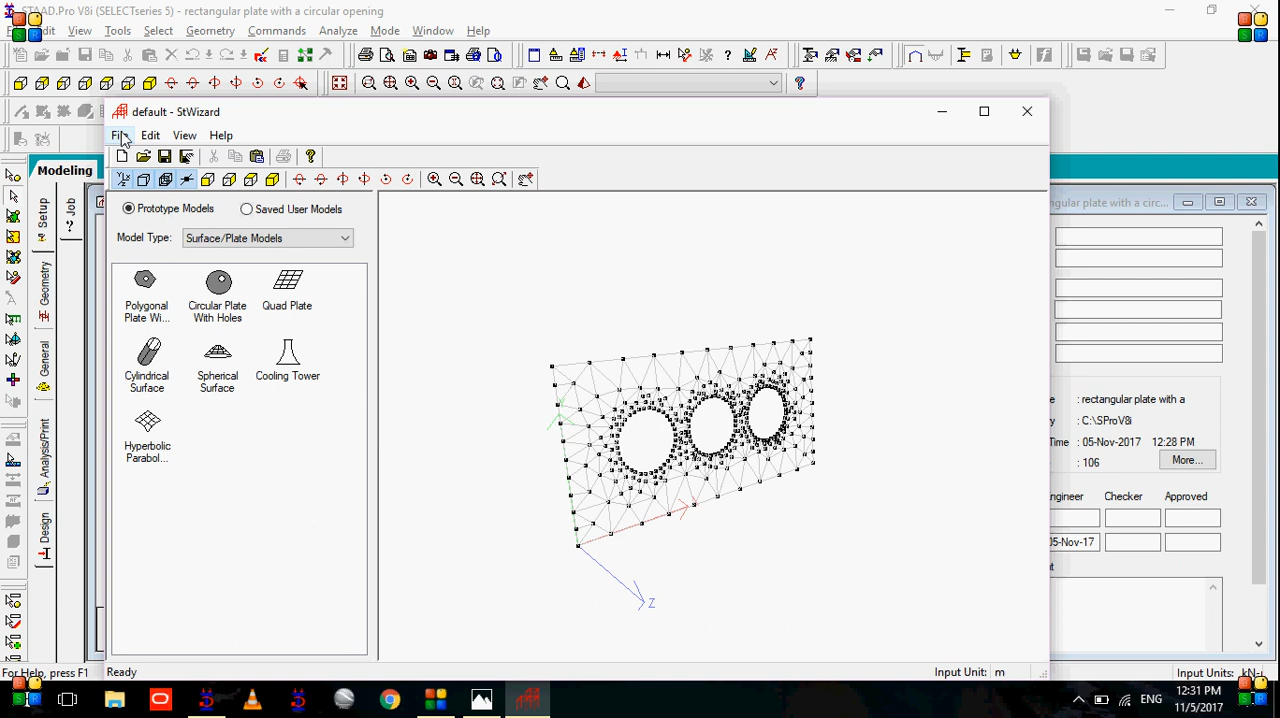 STAAD.Pro V8i (SELECTseries 5) - rectangular plate with a circular opening
Edit View Tools Select Geometry Commands Analyze Mode Window Help
default - StWizard
File Edit View Help
Modeling
Setup
Job
Geometry
General
Analysis/Print
Design
Prototype Models
Saved User Models
Model Type:
Surface/Plate Models
Polygonal
Plate Wi...
Circular Plate
With Holes
Quad Plate
Cylindrical
Surface
Spherical
Surface
Cooling Tower
Hyperbolic
Parabol...
Z
ngular plate with a circ...
: rectangular plate with a
: C:\SProV8i
Time : 05-Nov-2017 12:28 PM
: 106
More...
Checker Approved
05-Nov-17
For Help, press F1
Ready
Input Unit: m
Input Units: kN-
ENG
12:31 PM
11/5/2017